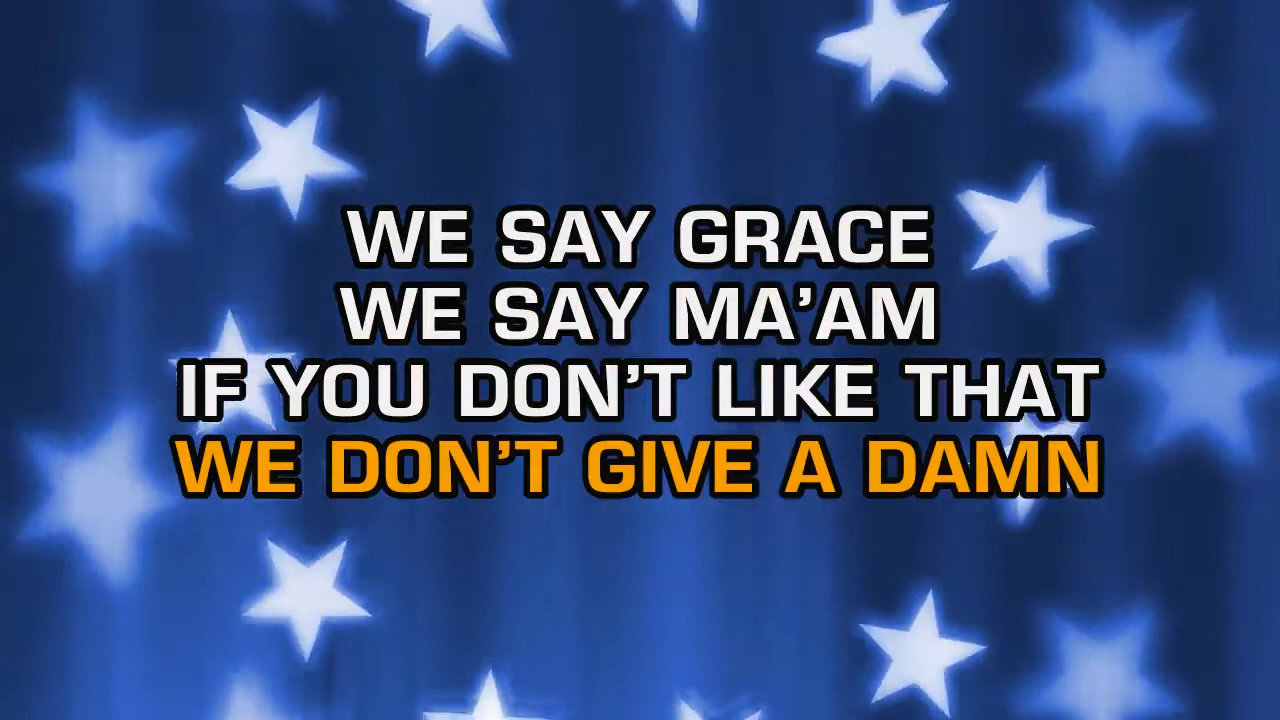 WE SAY GRACE
WE SAY MA’AM
IF YOU DON’T LIKE THAT
WE DON’T GIVE A DAMN